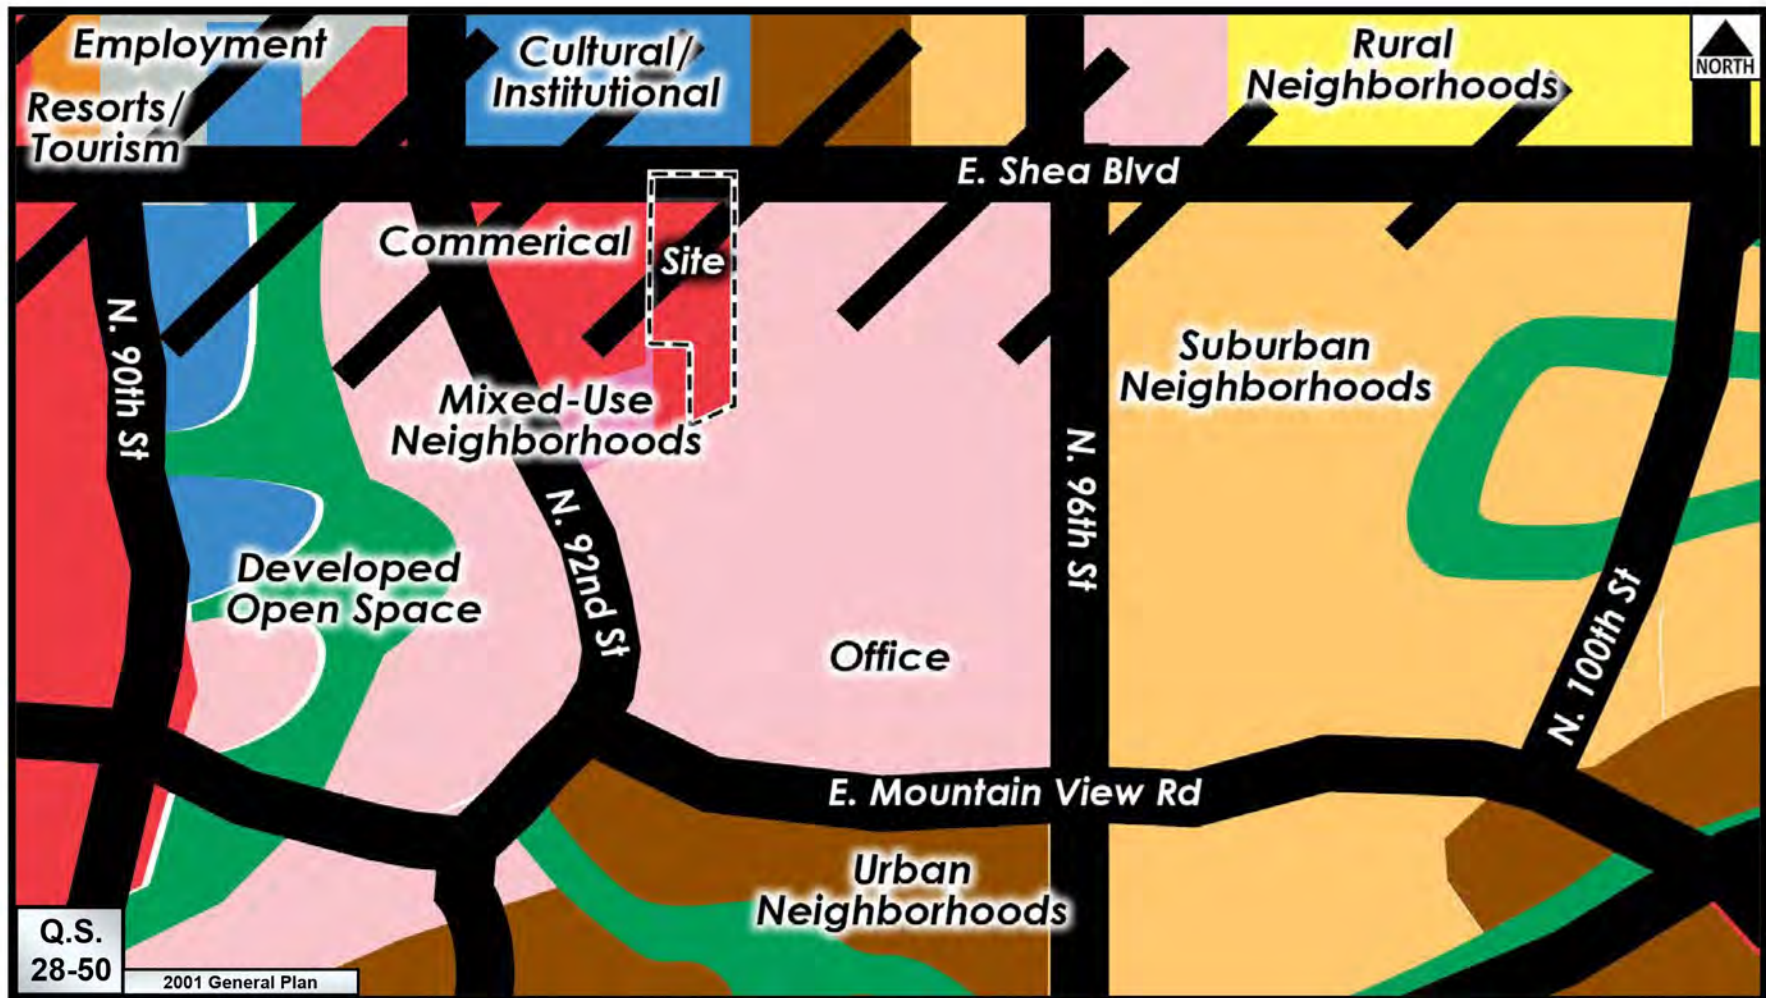 Employment
Cultural/
Institutional
Rural
Neighborhoods
NORTH
Resorts/
Tourism
E. Shea Blvd
Commerical
Site
N. 90th St
Suburban
Neighborhoods
Mixed-Use
Neighborhoods
N. 96th St
N. 92nd St
Developed
Open Space
Office
N. 100th St
E. Mountain View Rd
Urban
Neighborhoods
Q.S.
28-50
2001 General Plan